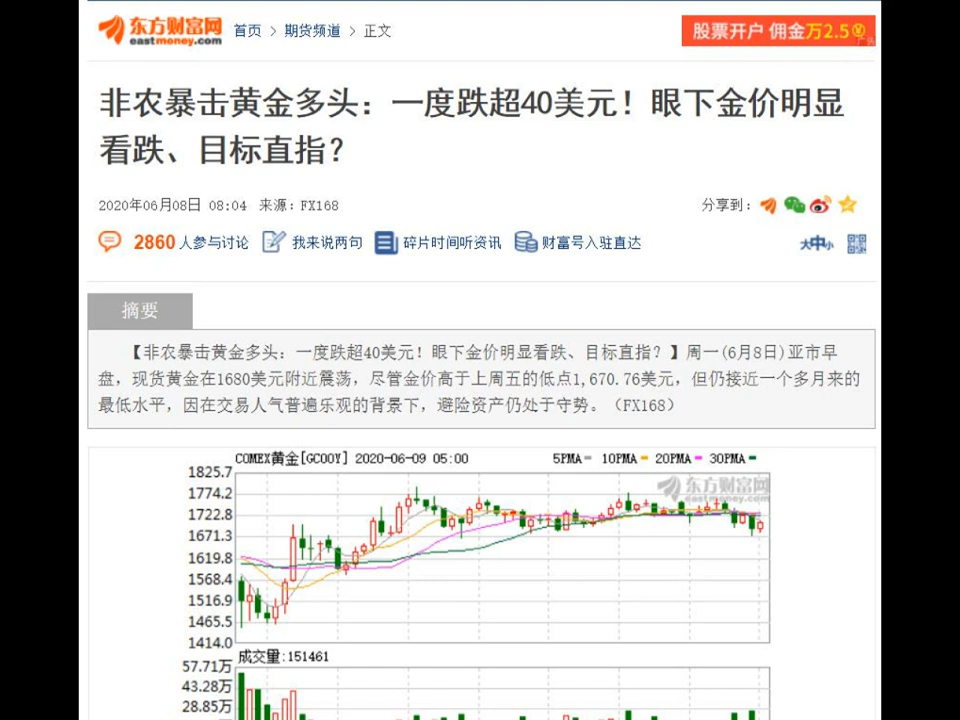 东方财富网 首页 > 期货频道 > 正文 股票开户 佣金万2.5
eastmoney.com 广告
非农暴击黄金多头：一度跌超40美元！眼下金价明显
看跌、目标直指？
2020年06月08日 08:04 来源：FX168 分享到：
2860人参与讨论 我来说两句 碎片时间听资讯 财富号入驻直达 大中小
摘要
【非农暴击黄金多头：一度跌超40美元！眼下金价明显看跌、目标直指？】周一(6月8日)亚市早
盘，现货黄金在1680美元附近震荡，尽管金价高于上周五的低点1,670.76美元，但仍接近一个多月来的
最低水平，因在交易人气普遍乐观的背景下，避险资产仍处于守势。（FX168）
COMEX黄金[GC00Y] 2020-06-09 05:00 5PMA 10PMA 20PMA 30PMA
1825.7
东方财富网
1774.2
eastmoney.com
1722.8
1671.3
1619.8
1568.4
1516.9
1465.5
1414.0
成交量:151461
57.71万
43.28万
28.85万